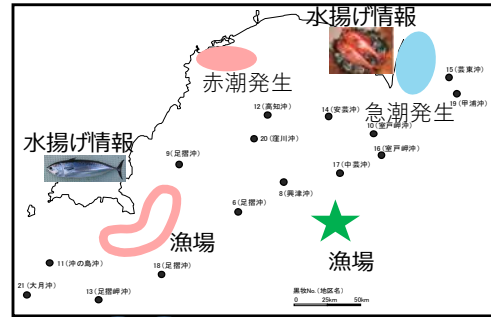 水揚げ情報
赤潮発生
急潮発生
15(芸東沖)
19(甲浦沖)
12(高知沖)
14(安芸沖)
10(室戸岬沖)
20(窪川沖)
16(室戸岬沖)
水揚げ情報
9(足摺沖)
17(中芸沖)
8(興津沖)
6(足摺沖)
漁場
漁場
11(沖の島沖)
18(足摺沖)
21(大月沖)
13(足摺岬沖)
黒牧No.(地区名)
0 25km 50km